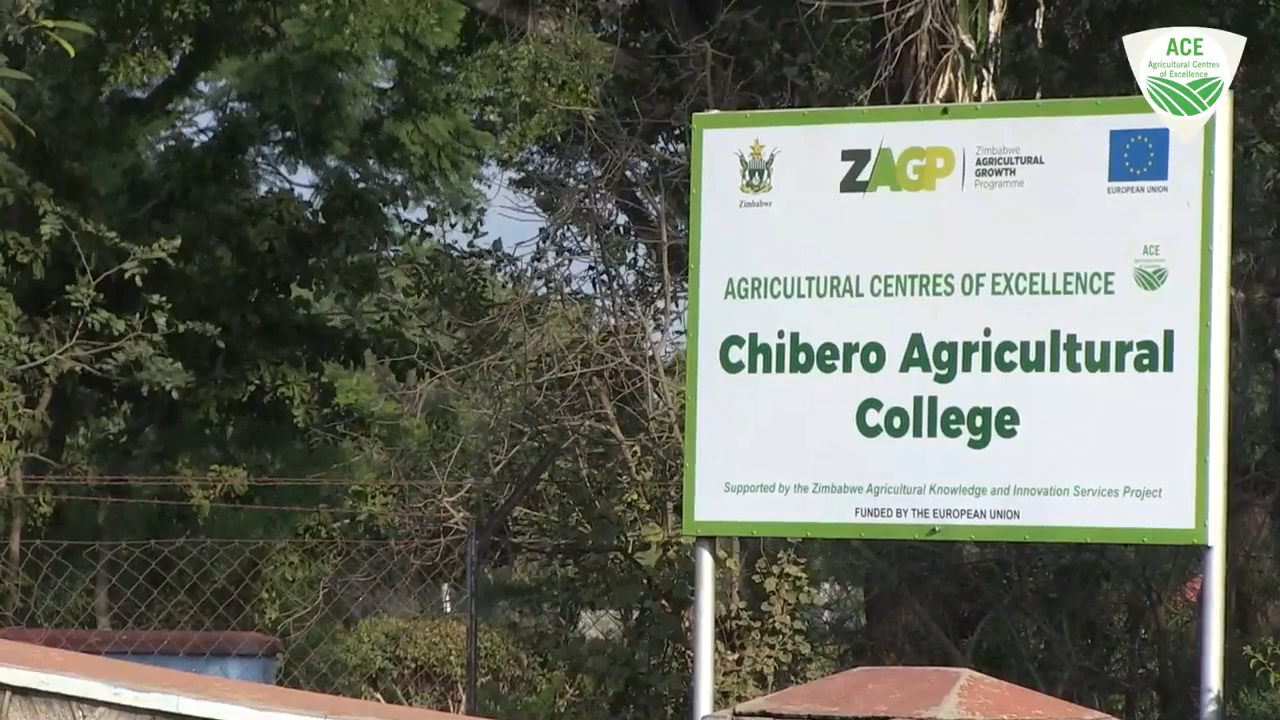 ACE
Agricultural Centres
of Excellence
Zimbabwe
ZAGP
Zimbabwe
AGRICULTURAL
GROWTH
Programme
EUROPEAN UNION
ACE
AGRICULTURAL CENTRES OF EXCELLENCE
Chibero Agricultural
College
Supported by the Zimbabwe Agricultural Knowledge and Innovation Services Project
FUNDED BY THE EUROPEAN UNION